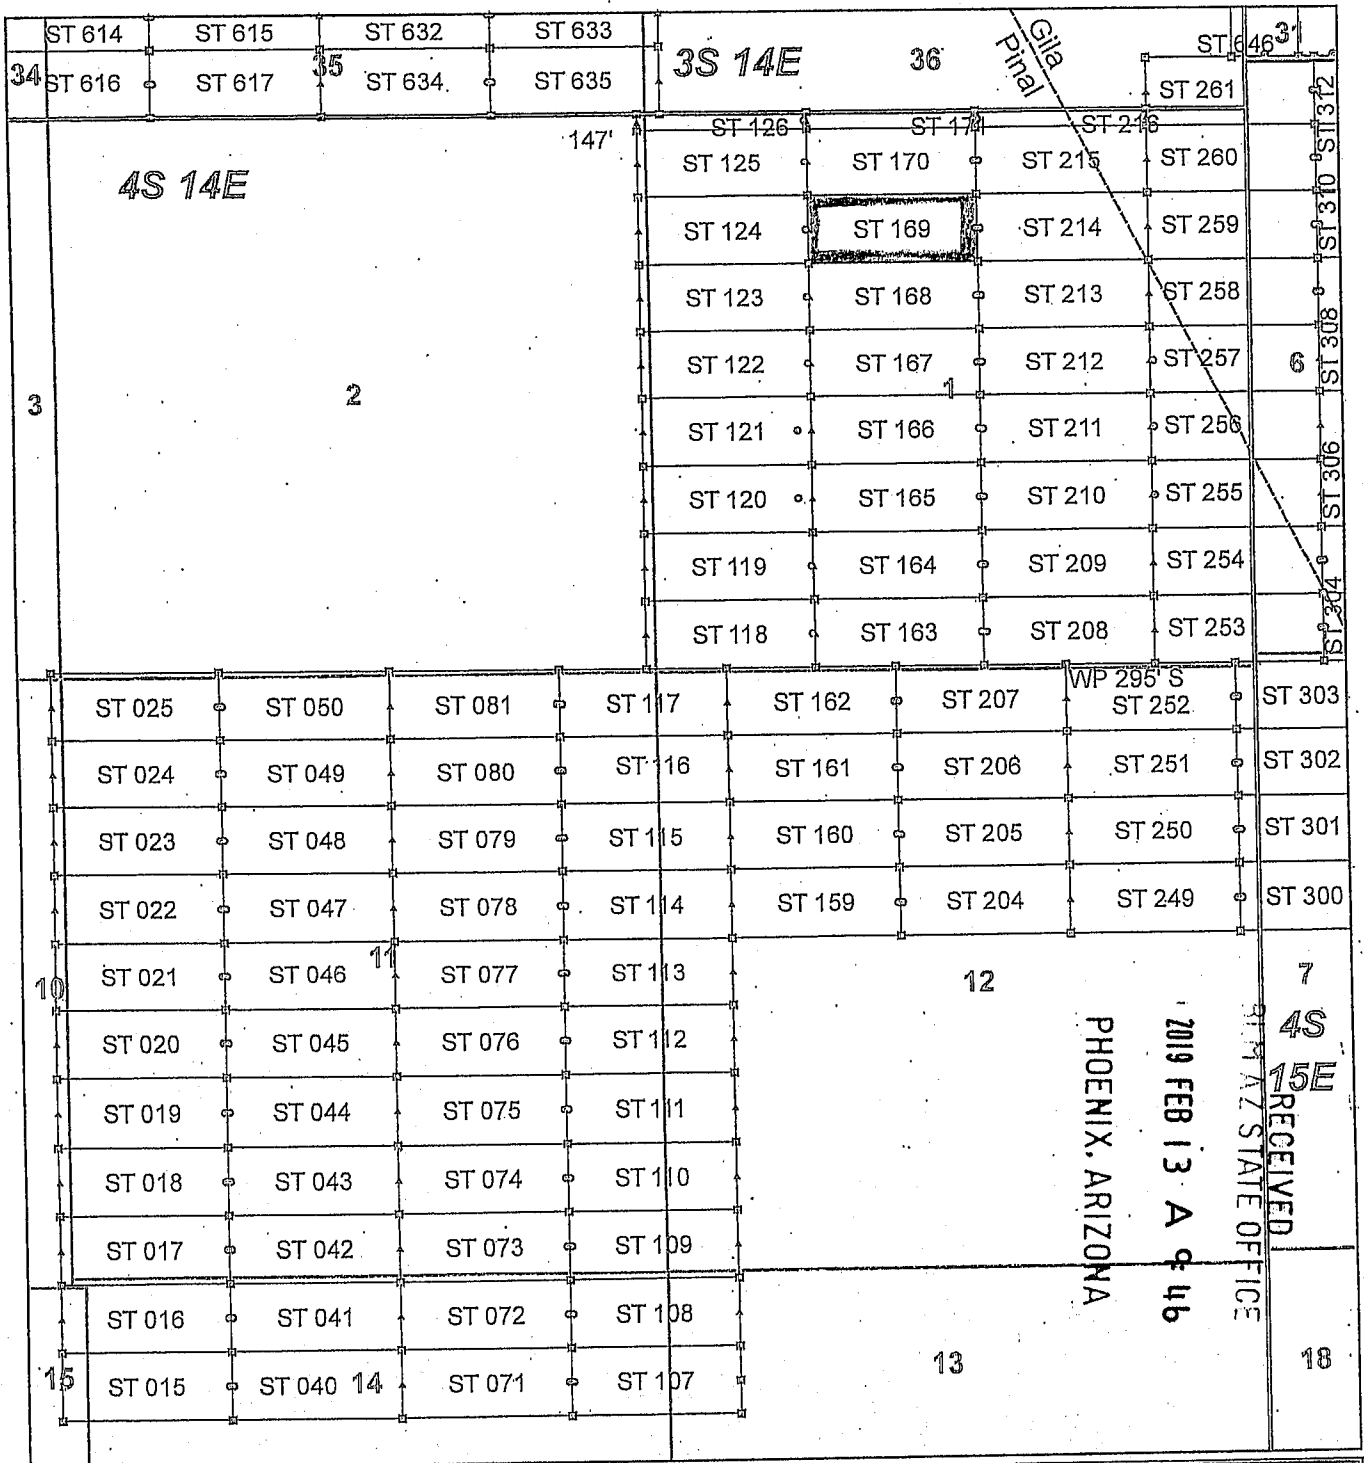 ST 614 ST 615 ST 632 ST 633 3S 14E 36 Gila Pinal ST 646 31
34 ST 616 ST 617 35 ST 634 ST 635 ST 261 ST 312
147' ST 126 ST 171 ST 216
4S 14E ST 125 ST 170 ST 215 ST 260 ST 310
ST 124 ST 169 ST 214 ST 259
ST 123 ST 168 ST 213 ST 258 ST 308
3 2 ST 122 ST 167 1 ST 212 ST 257 6
ST 121 ST 166 ST 211 ST 256 ST 306
ST 120 ST 165 ST 210 ST 255
ST 119 ST 164 ST 209 ST 254 ST 304
ST 118 ST 163 ST 208 ST 253
WP 295' S
ST 025 ST 050 ST 081 ST 117 ST 162 ST 207 ST 252 ST 303
ST 024 ST 049 ST 080 ST 116 ST 161 ST 206 ST 251 ST 302
ST 023 ST 048 ST 079 ST 115 ST 160 ST 205 ST 250 ST 301
ST 022 ST 047 ST 078 ST 114 ST 159 ST 204 ST 249 ST 300
10 ST 021 ST 046 11 ST 077 ST 113 12 7
ST 020 ST 045 ST 076 ST 112 4S
15E
ST 019 ST 044 ST 075 ST 111
ST 018 ST 043 ST 074 ST 110
ST 017 ST 042 ST 073 ST 109
ST 016 ST 041 ST 072 ST 108
15 ST 015 ST 040 14 ST 071 ST 107 13 18
RECEIVED
BLM AZ STATE OFFICE
2019 FEB 13 A 9:46
PHOENIX, ARIZONA